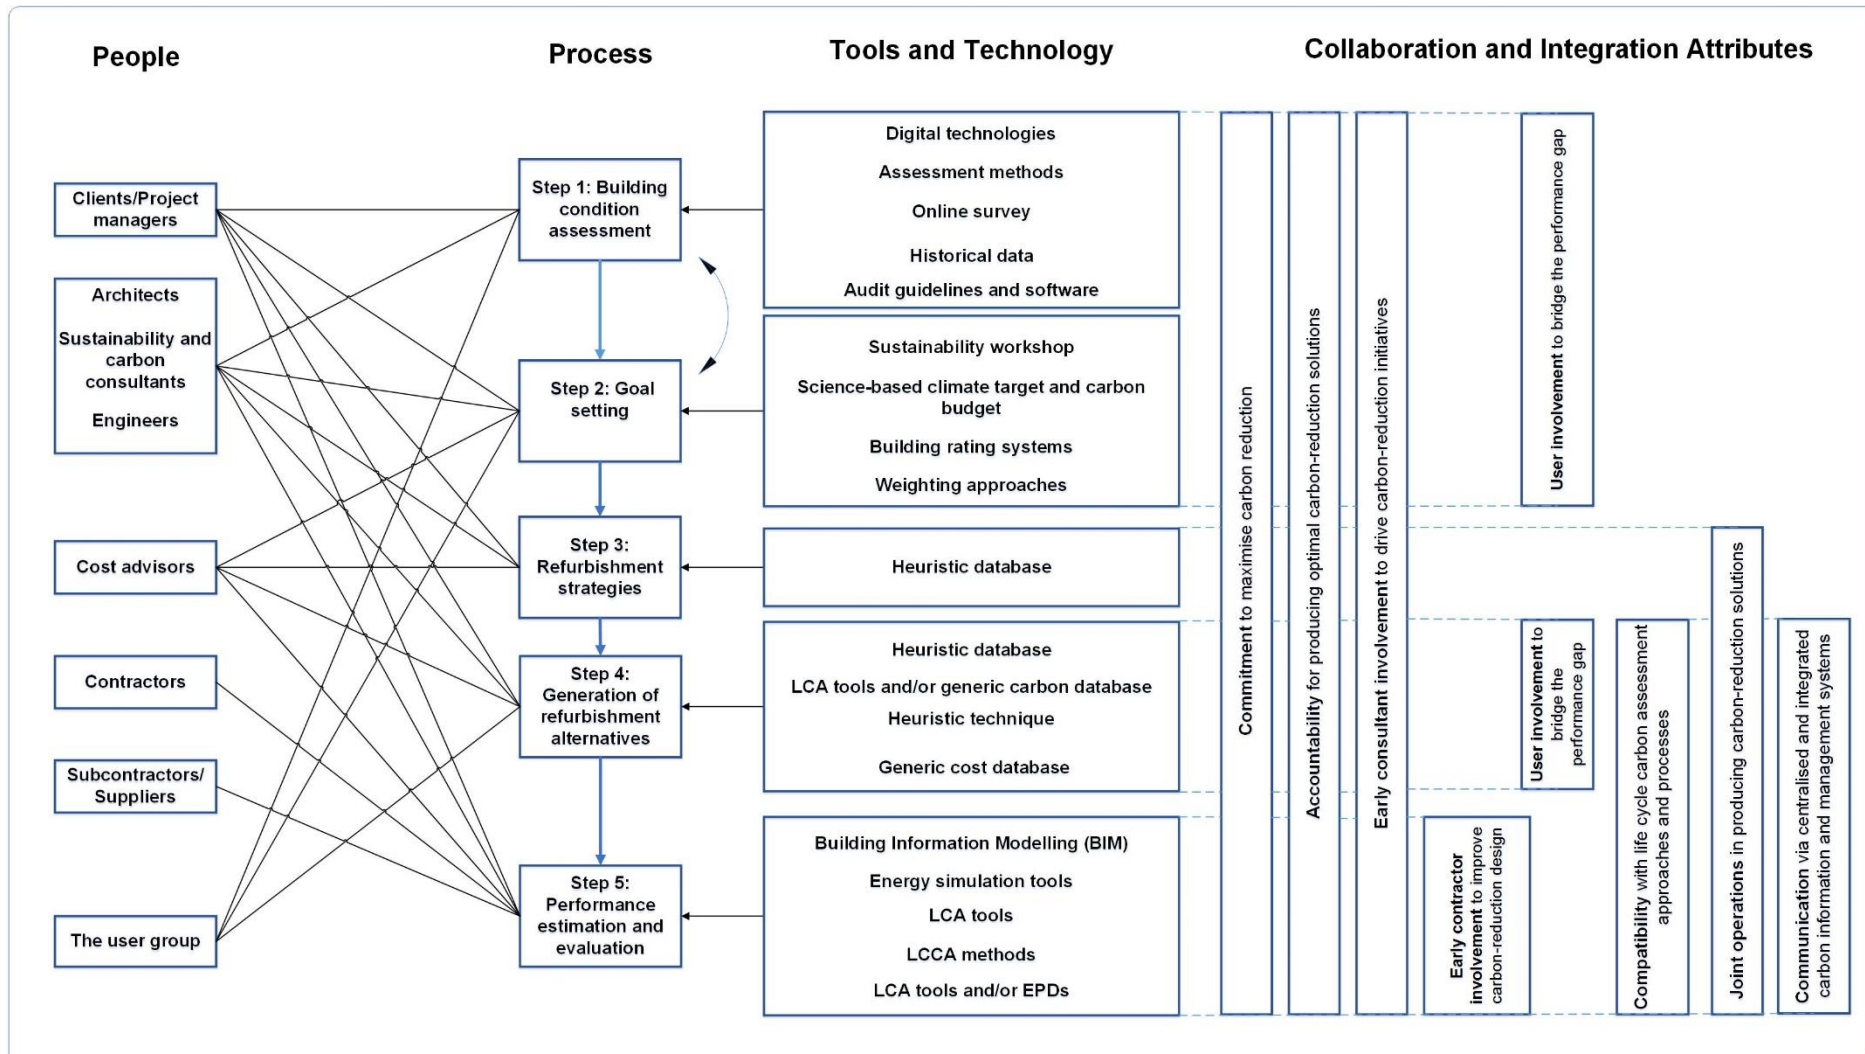 People
Process
Tools and Technology
Collaboration and Integration Attributes
Clients/Project
managers
Architects
Sustainability and
carbon
consultants
Engineers
Cost advisors
Contractors
Subcontractors/
Suppliers
The user group
Step 1: Building
condition
assessment
Step 2: Goal
setting
Step 3:
Refurbishment
strategies
Step 4:
Generation of
refurbishment
alternatives
Step 5:
Performance
estimation and
evaluation
Digital technologies
Assessment methods
Online survey
Historical data
Audit guidelines and software
Sustainability workshop
Science-based climate target and carbon
budget
Building rating systems
Weighting approaches
Heuristic database
Heuristic database
LCA tools and/or generic carbon database
Heuristic technique
Generic cost database
Building Information Modelling (BIM)
Energy simulation tools
LCA tools
LCCA methods
LCA tools and/or EPDs
Commitment to maximise carbon reduction
Accountability for producing optimal carbon-reduction solutions
Early consultant involvement to drive carbon-reduction initiatives
Early contractor
involvement to improve
carbon-reduction design
User involvement to bridge the performance gap
User involvement to
bridge the
performance gap
Compatibility with life cycle carbon assessment
approaches and processes
Joint operations in producing carbon-reduction solutions
Communication via centralised and integrated
carbon information and management systems